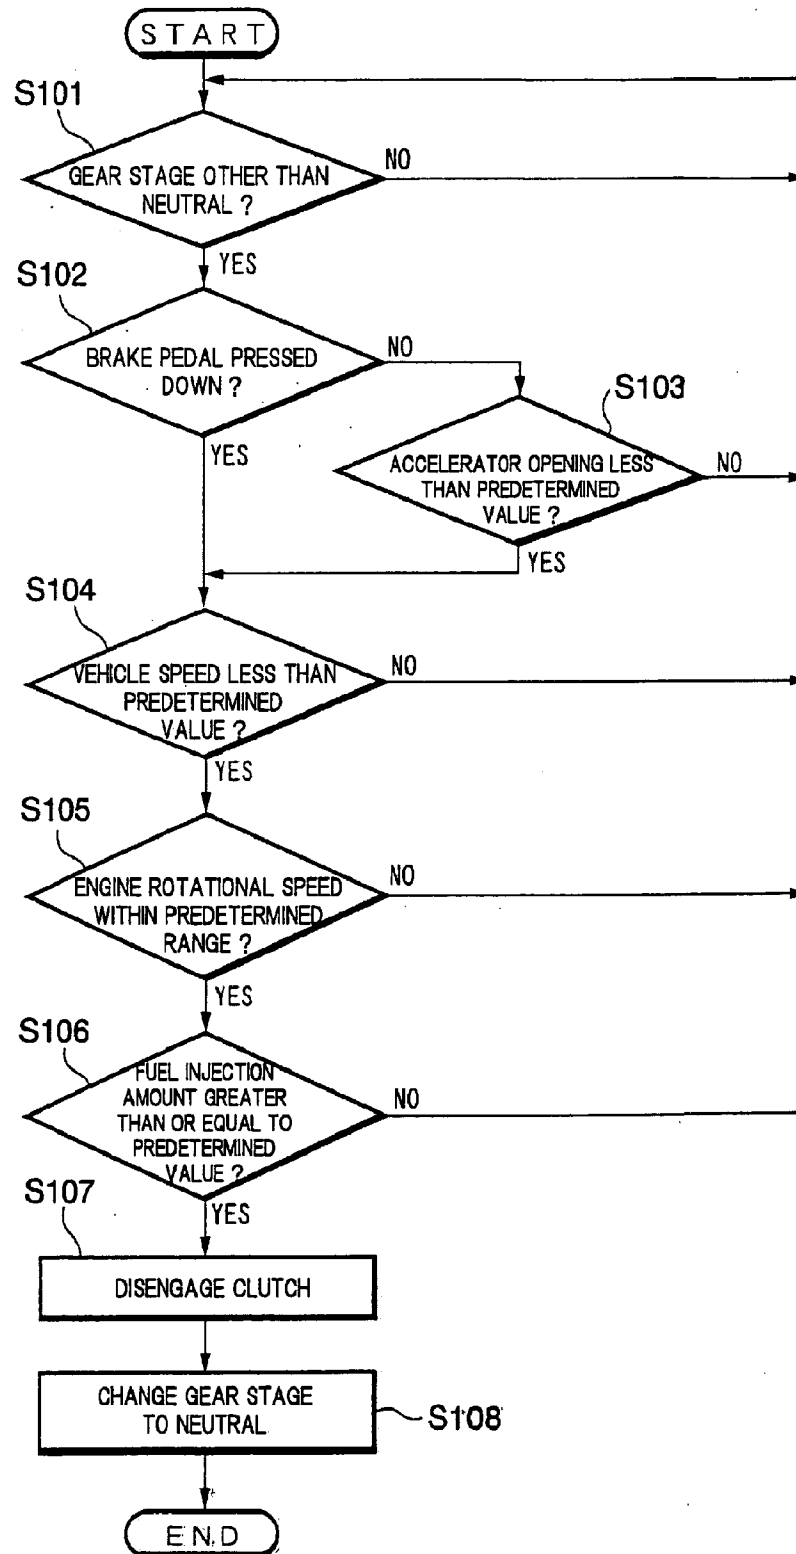 START
S101
GEAR STAGE OTHER THAN
NEUTRAL ?
NO
YES
S102
BRAKE PEDAL PRESSED
DOWN ?
NO
YES
S103
ACCELERATOR OPENING LESS
THAN PREDETERMINED
VALUE ?
NO
YES
S104
VEHICLE SPEED LESS THAN
PREDETERMINED
VALUE ?
NO
YES
S105
ENGINE ROTATIONAL SPEED
WITHIN PREDETERMINED
RANGE ?
NO
YES
S106
FUEL INJECTION
AMOUNT GREATER
THAN OR EQUAL TO
PREDETERMINED
VALUE ?
NO
YES
S107
DISENGAGE CLUTCH
CHANGE GEAR STAGE
TO NEUTRAL
S108
END